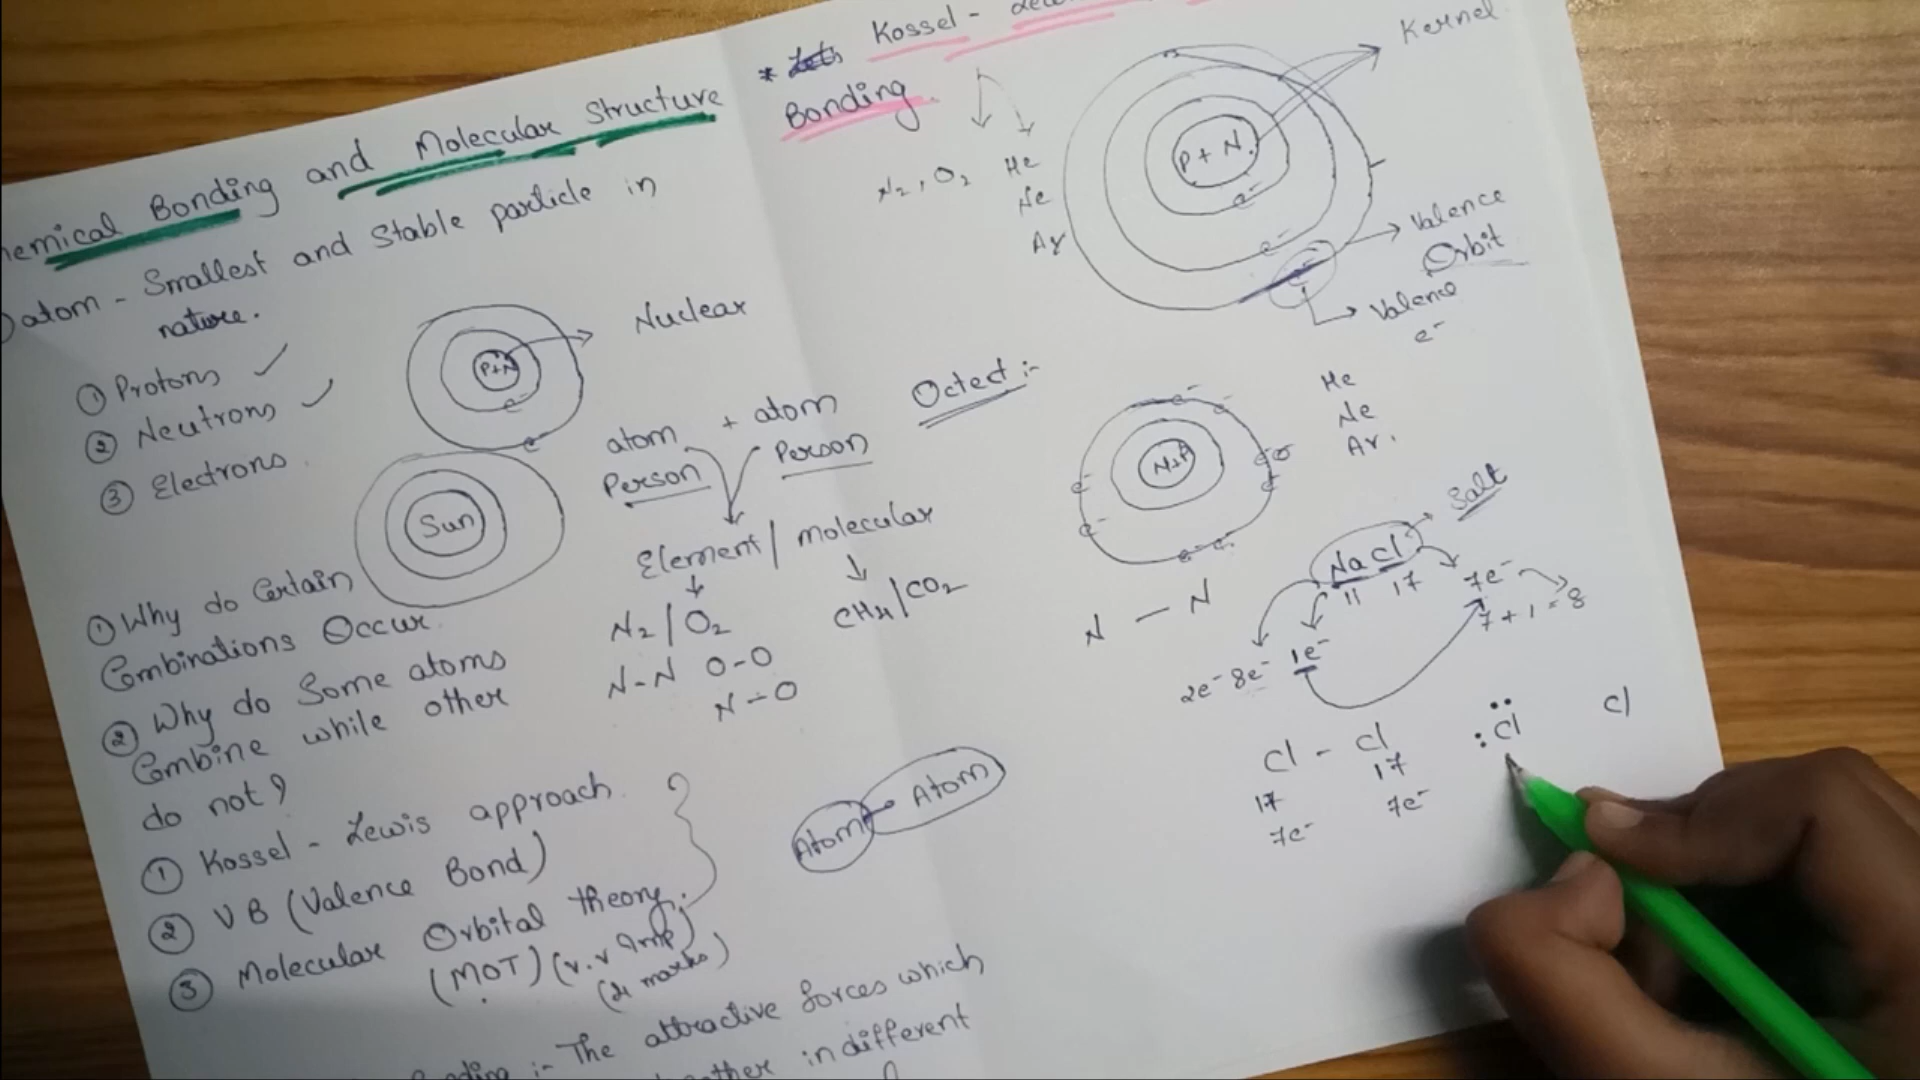 hemical Bonding and Molecular Structure
atom - Smallest and Stable particle in
nature.
① Protons ✓
② Neutrons ✓
③ Electrons
P+N
e-
e-
Nuclear
Sun
atom + atom
Person Person
Element / molecular
N2 / O2 CH4 / CO2
N-N O-O
N-O
① Why do Certain
Combinations Occur.
② Why do Some atoms
Combine while other
do not?
① Kossel - Lewis approach
② VB (Valence Bond)
③ Molecular Orbital theory.
(MOT) (v.v Imp)
Atom Atom
:- The attractive forces which
in different
* Kossel -
Bonding.
N2, O2 He
Ne
Ar
P+N.
e-
e-
e-
Kernel
Valence
Orbit
Valence
e-
Octect :-
e- e-
e-
e-
e-
e-
e- e-
He
Ne
Ar.
N - N
NaCl
Salt
11 17 7e-
7+1=8
2e- 8e- 1e-
Cl - Cl
17 17
7e- 7e-
:Cl Cl